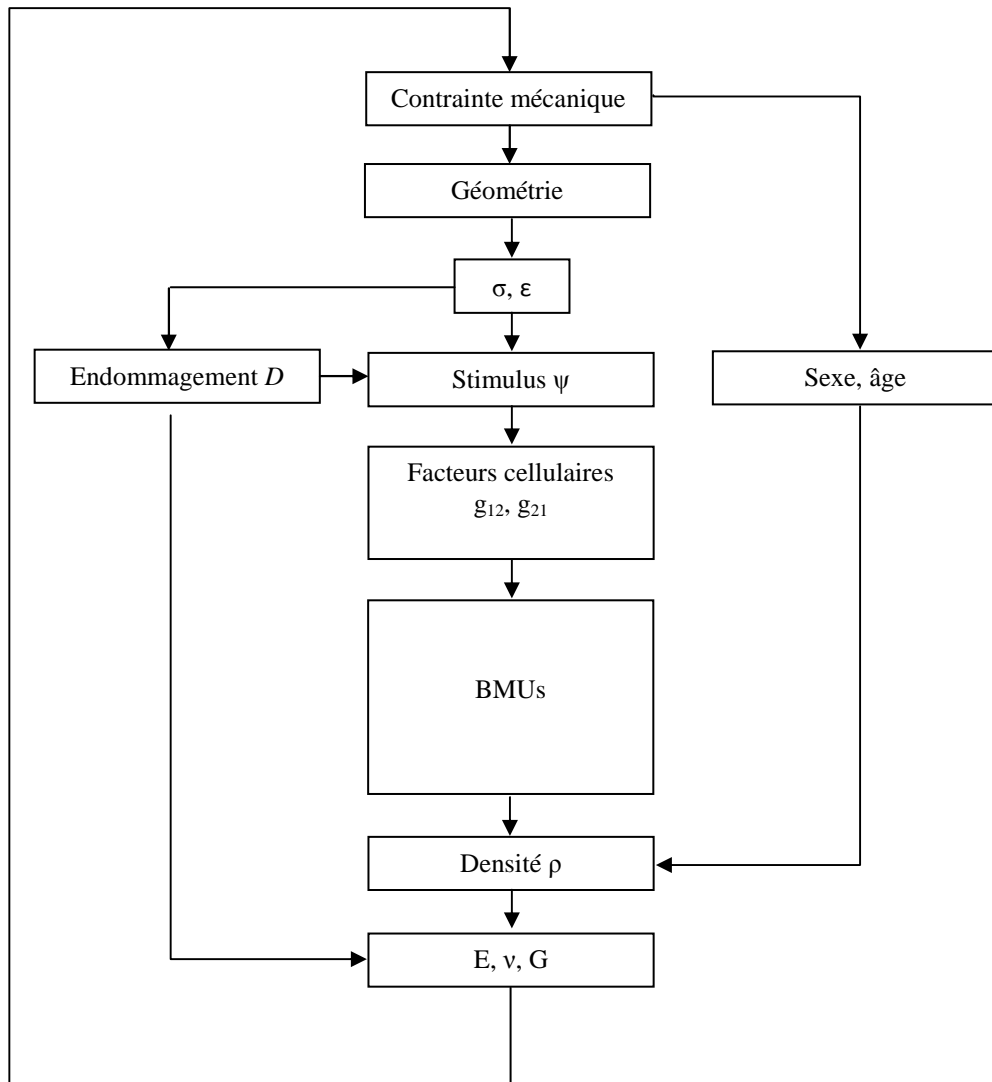 Contrainte mécanique
Géométrie
σ, ε
Endommagement D
Stimulus ψ
Sexe, âge
Facteurs cellulaires
g₁₂, g₂₁
BMUs
Densité ρ
E, ν, G